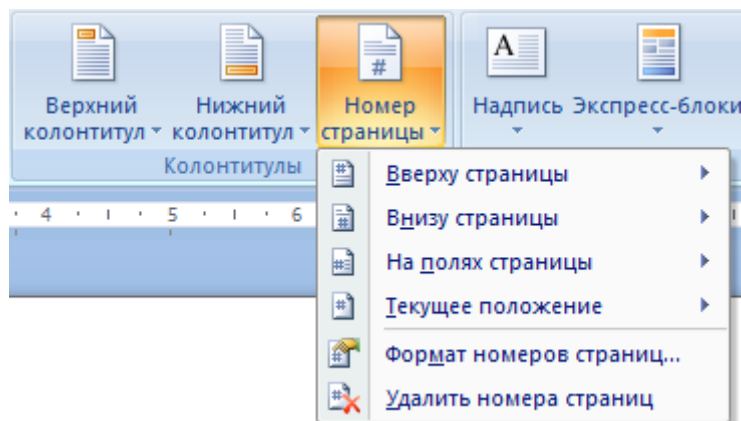 Верхний колонтитул
Нижний колонтитул
Номер страницы
Надпись
Экспресс-блоки
Колонтитулы
4 5 6
Вверху страницы
Внизу страницы
На полях страницы
Текущее положение
Формат номеров страниц...
Удалить номера страниц